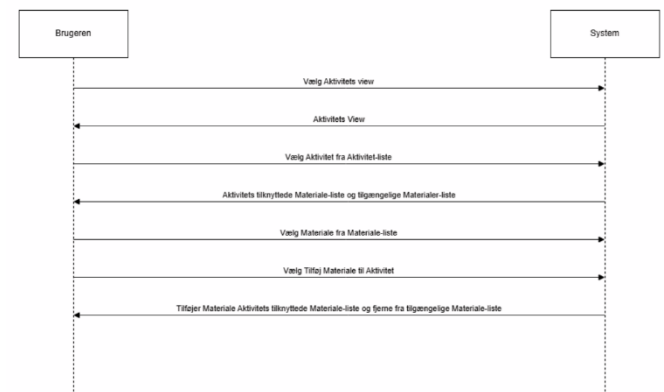 Brugeren
System
Vælg Aktivitets view
Aktivitets View
Vælg Aktivitet fra Aktivitet-liste
Aktivitets tilknyttede Materiale-liste og tilgængelige Materialer-liste
Vælg Materiale fra Materiale-liste
Vælg Tilføj Materiale til Aktivitet
Tilføjer Materiale Aktivitets tilknyttede Materiale-liste og fjerne fra tilgængelige Materiale-liste